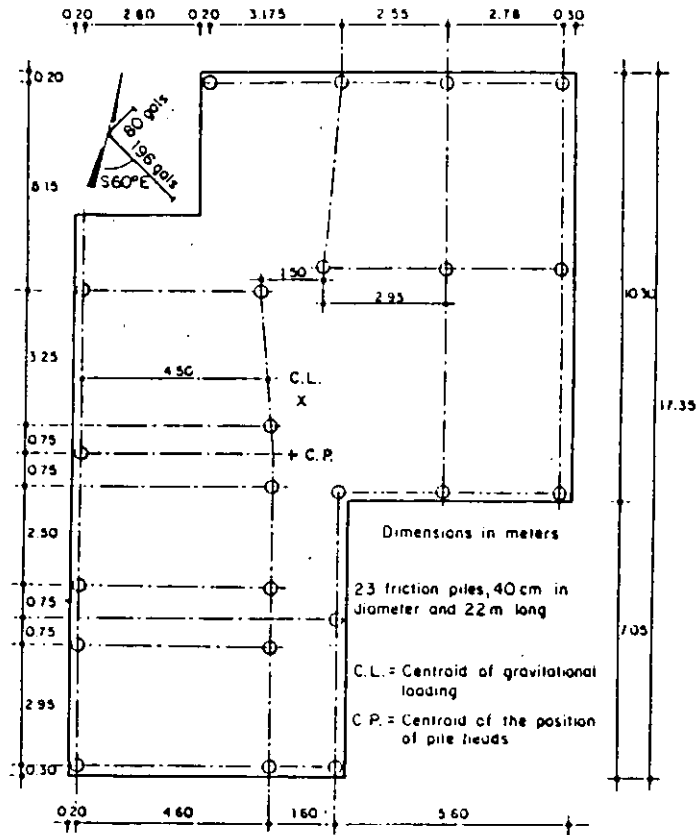 0.20 2.80 0.20 3.175 2.55 2.78 0.30
0.20
80 gals
196 gals
S60°E
5.15
1.50
2.95
10.30
17.35
3.25
4.50
C.L.
x
0.75
+ C.P.
0.75
2.50
Dimensions in meters
0.75
23 friction piles, 40 cm in
diameter and 22 m long
0.75
7.05
C.L. = Centroid of gravitational
loading
2.95
C.P. = Centroid of the position
of pile heads
0.30
0.20 4.60 1.60 5.60